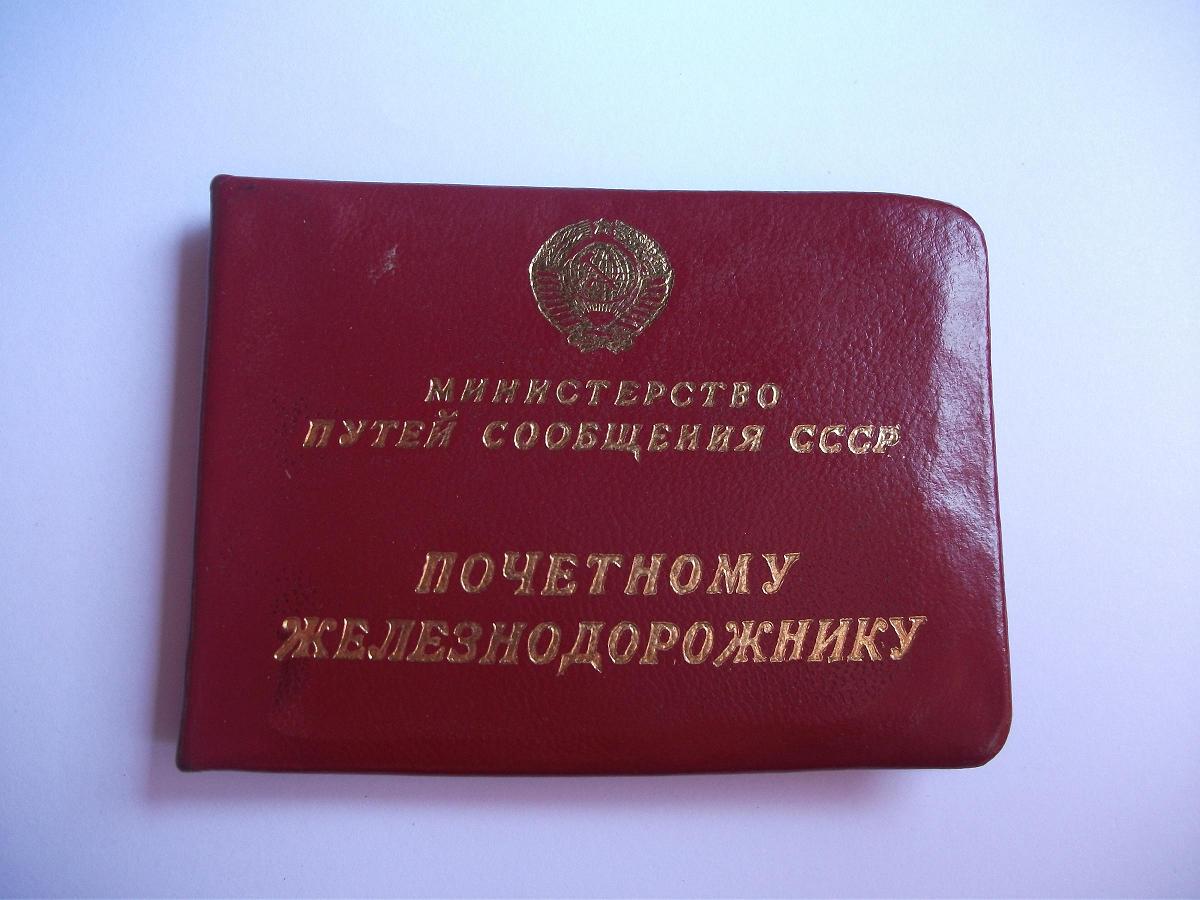 МИНИСТЕРСТВО
ПУТЕЙ СООБЩЕНИЯ СССР
ПОЧЕТНОМУ
ЖЕЛЕЗНОДОРОЖНИКУ